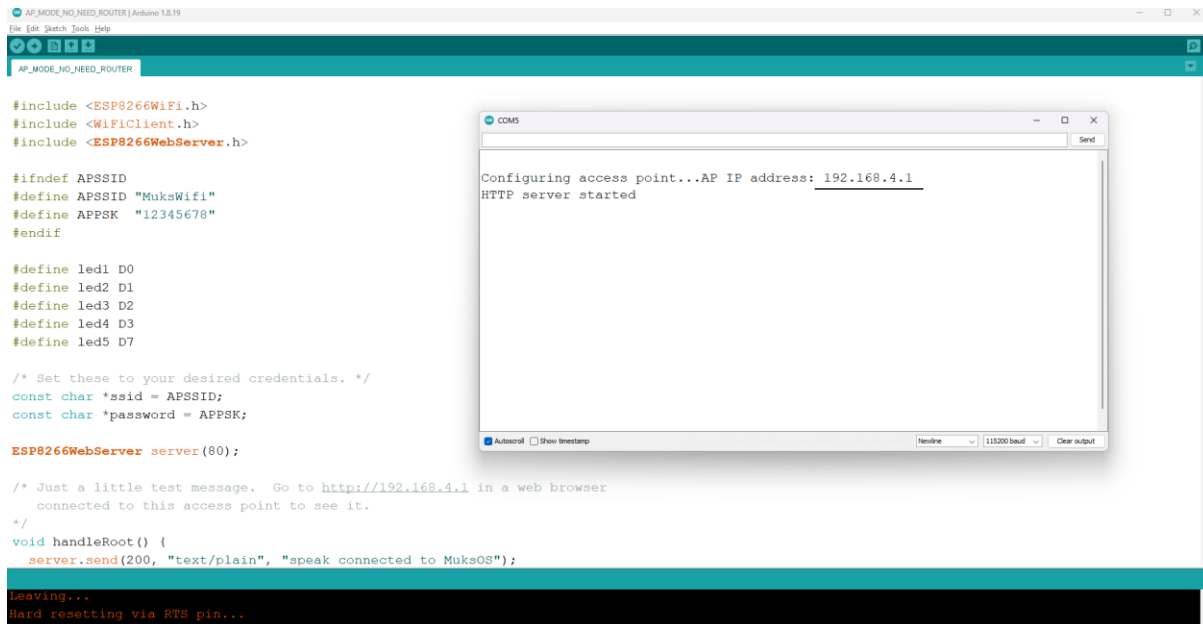 AP_MODE_NO_NEED_ROUTER | Arduino 1.8.19
File Edit Sketch Tools Help
AP_MODE_NO_NEED_ROUTER
#include <ESP8266WiFi.h>
#include <WiFiClient.h>
#include <ESP8266WebServer.h>
#ifndef APSSID
#define APSSID "MuksWifi"
#define APPSK  "12345678"
#endif
#define led1 D0
#define led2 D1
#define led3 D2
#define led4 D3
#define led5 D7
/* Set these to your desired credentials. */
const char *ssid = APSSID;
const char *password = APPSK;
ESP8266WebServer server(80);
/* Just a little test message.  Go to http://192.168.4.1 in a web browser
   connected to this access point to see it.
*/
void handleRoot() {
  server.send(200, "text/plain", "speak connected to MuksOS");
Leaving...
Hard resetting via RTS pin...
COM5
Send
Configuring access point...AP IP address: 192.168.4.1
HTTP server started
Autoscroll Show timestamp Newline 115200 baud Clear output